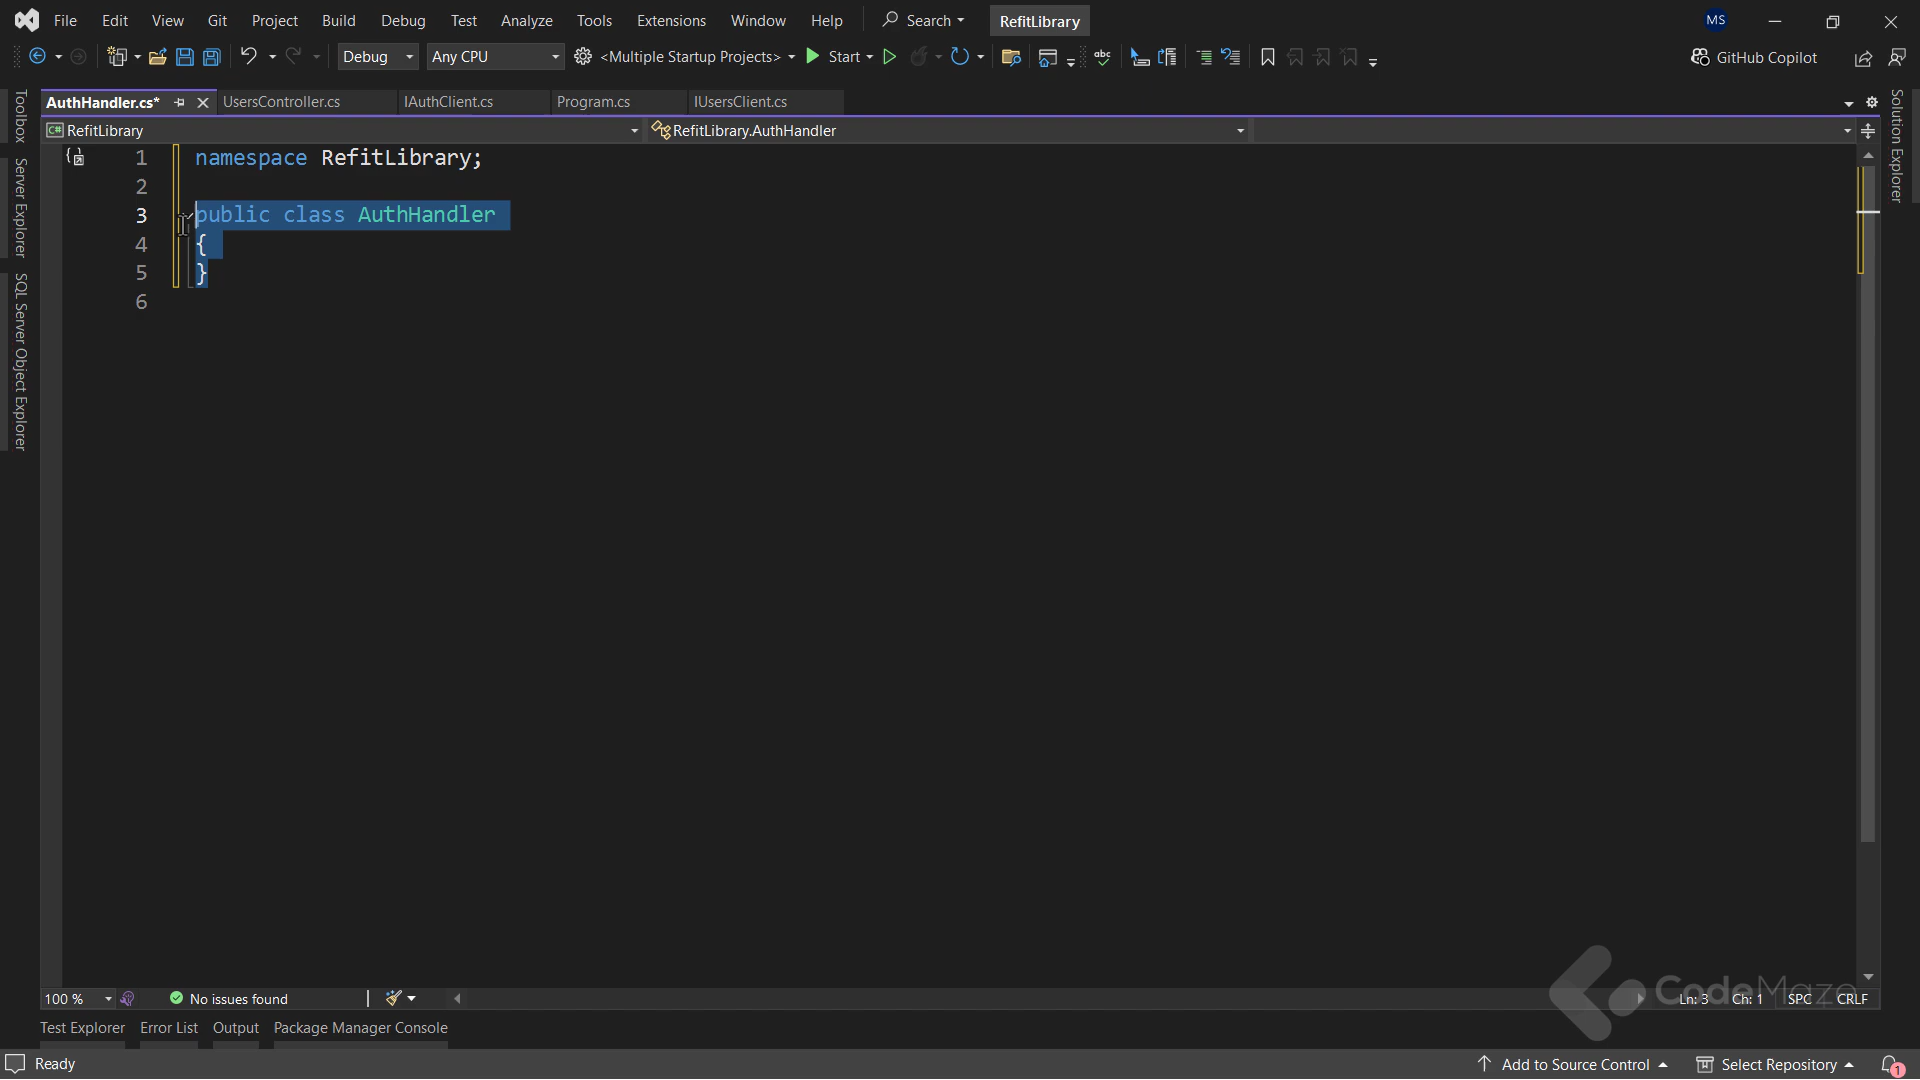 File Edit View Git Project Build Debug Test Analyze Tools Extensions Window Help Search RefitLibrary MS
Debug Any CPU <Multiple Startup Projects> Start GitHub Copilot
AuthHandler.cs* UsersController.cs IAuthClient.cs Program.cs IUsersClient.cs
C# RefitLibrary RefitLibrary.AuthHandler
Toolbox
Server Explorer
SQL Server Object Explorer
Solution Explorer
1 namespace RefitLibrary;
2
3 public class AuthHandler
4 {
5 }
6
CodeMaze
100 % No issues found Ln: 3 Ch: 1 SPC CRLF
Test Explorer Error List Output Package Manager Console
Ready Add to Source Control Select Repository 1